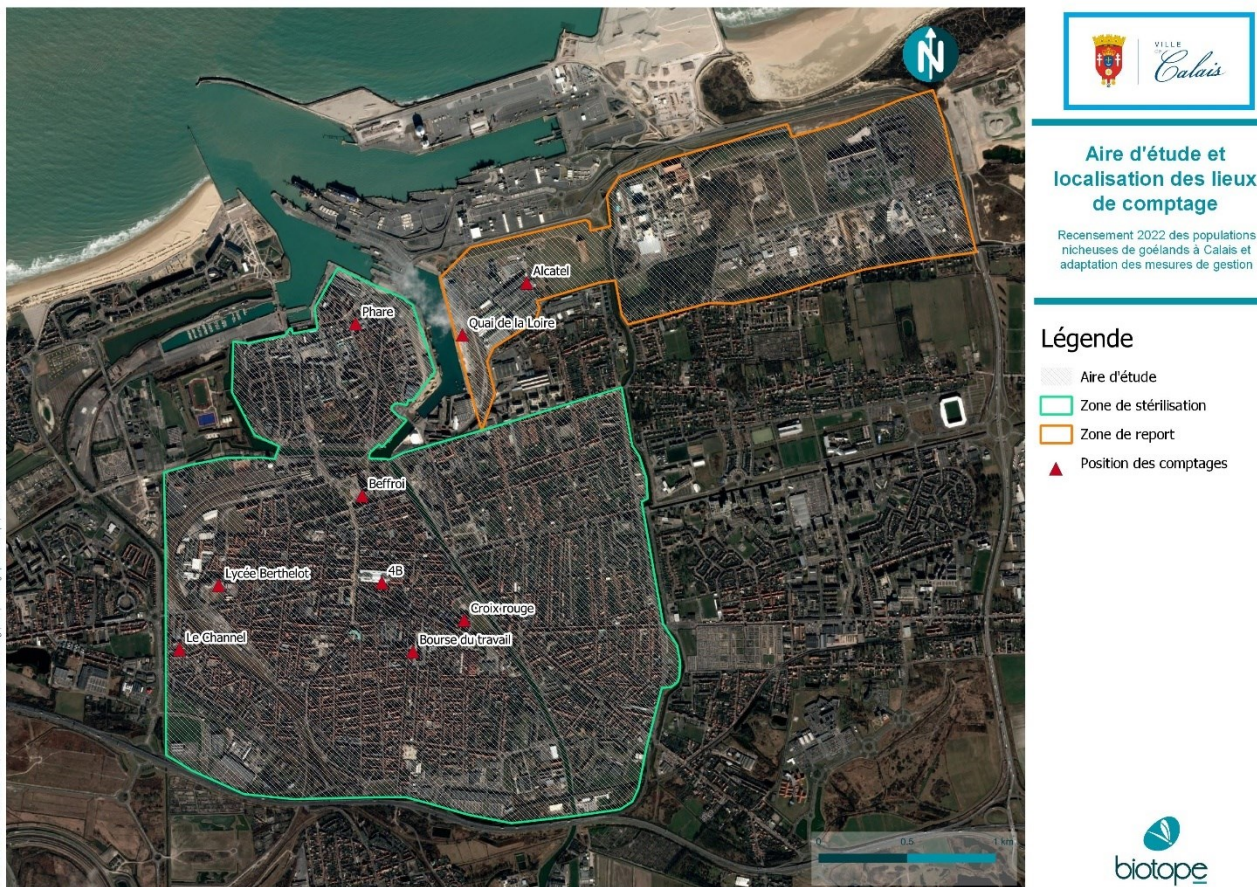 N
VILLE
DE
Calais
Aire d'étude et
localisation des lieux
de comptage
Recensement 2022 des populations
nicheuses de goélands à Calais et
adaptation des mesures de gestion
Légende
Aire d'étude
Zone de stérilisation
Zone de report
Position des comptages
Alcatel
Phare
Quai de la Loire
Beffroi
Lycée Berthelot
4B
Croix rouge
Le Channel
Bourse du travail
0 0.5 1 km
biotope